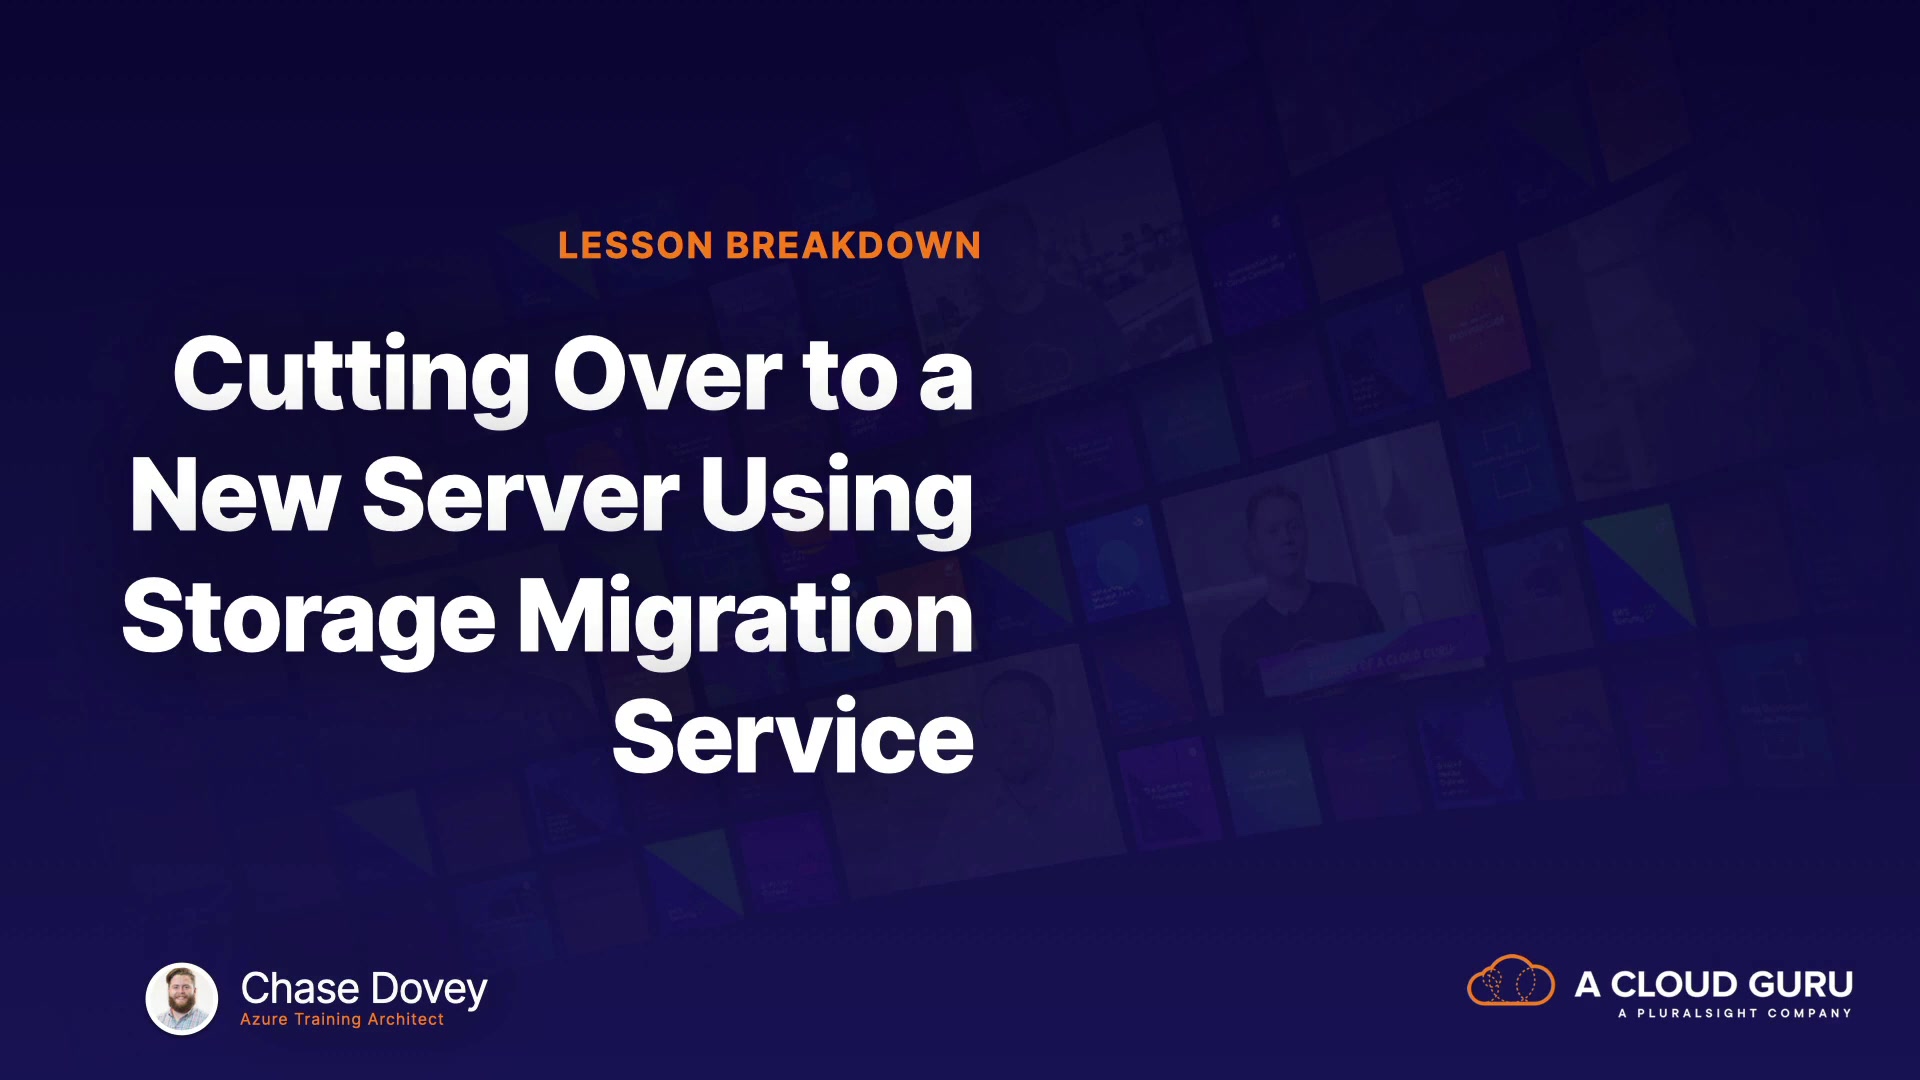 LESSON BREAKDOWN
Cutting Over to a
New Server Using
Storage Migration
Service
Chase Dovey
Azure Training Architect
A CLOUD GURU
A PLURALSIGHT COMPANY